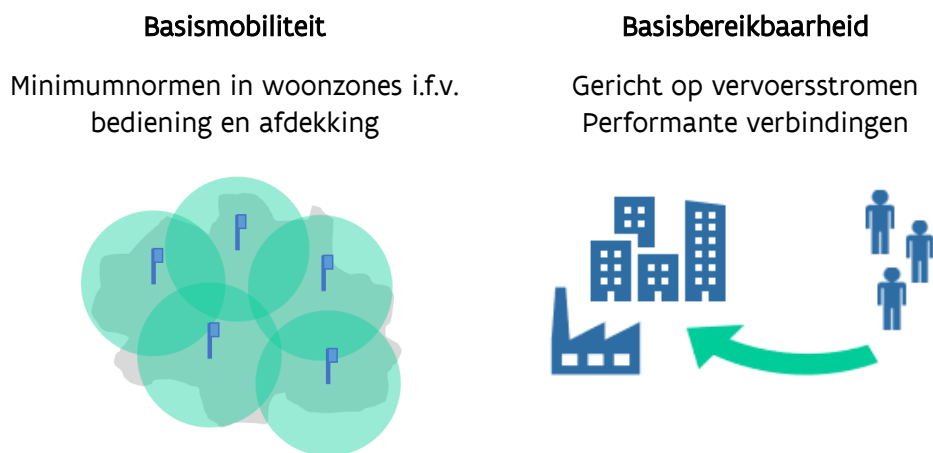 Basismobiliteit
Minimumnormen in woonzones i.f.v.
bediening en afdekking
Basisbereikbaarheid
Gericht op vervoersstromen
Performante verbindingen